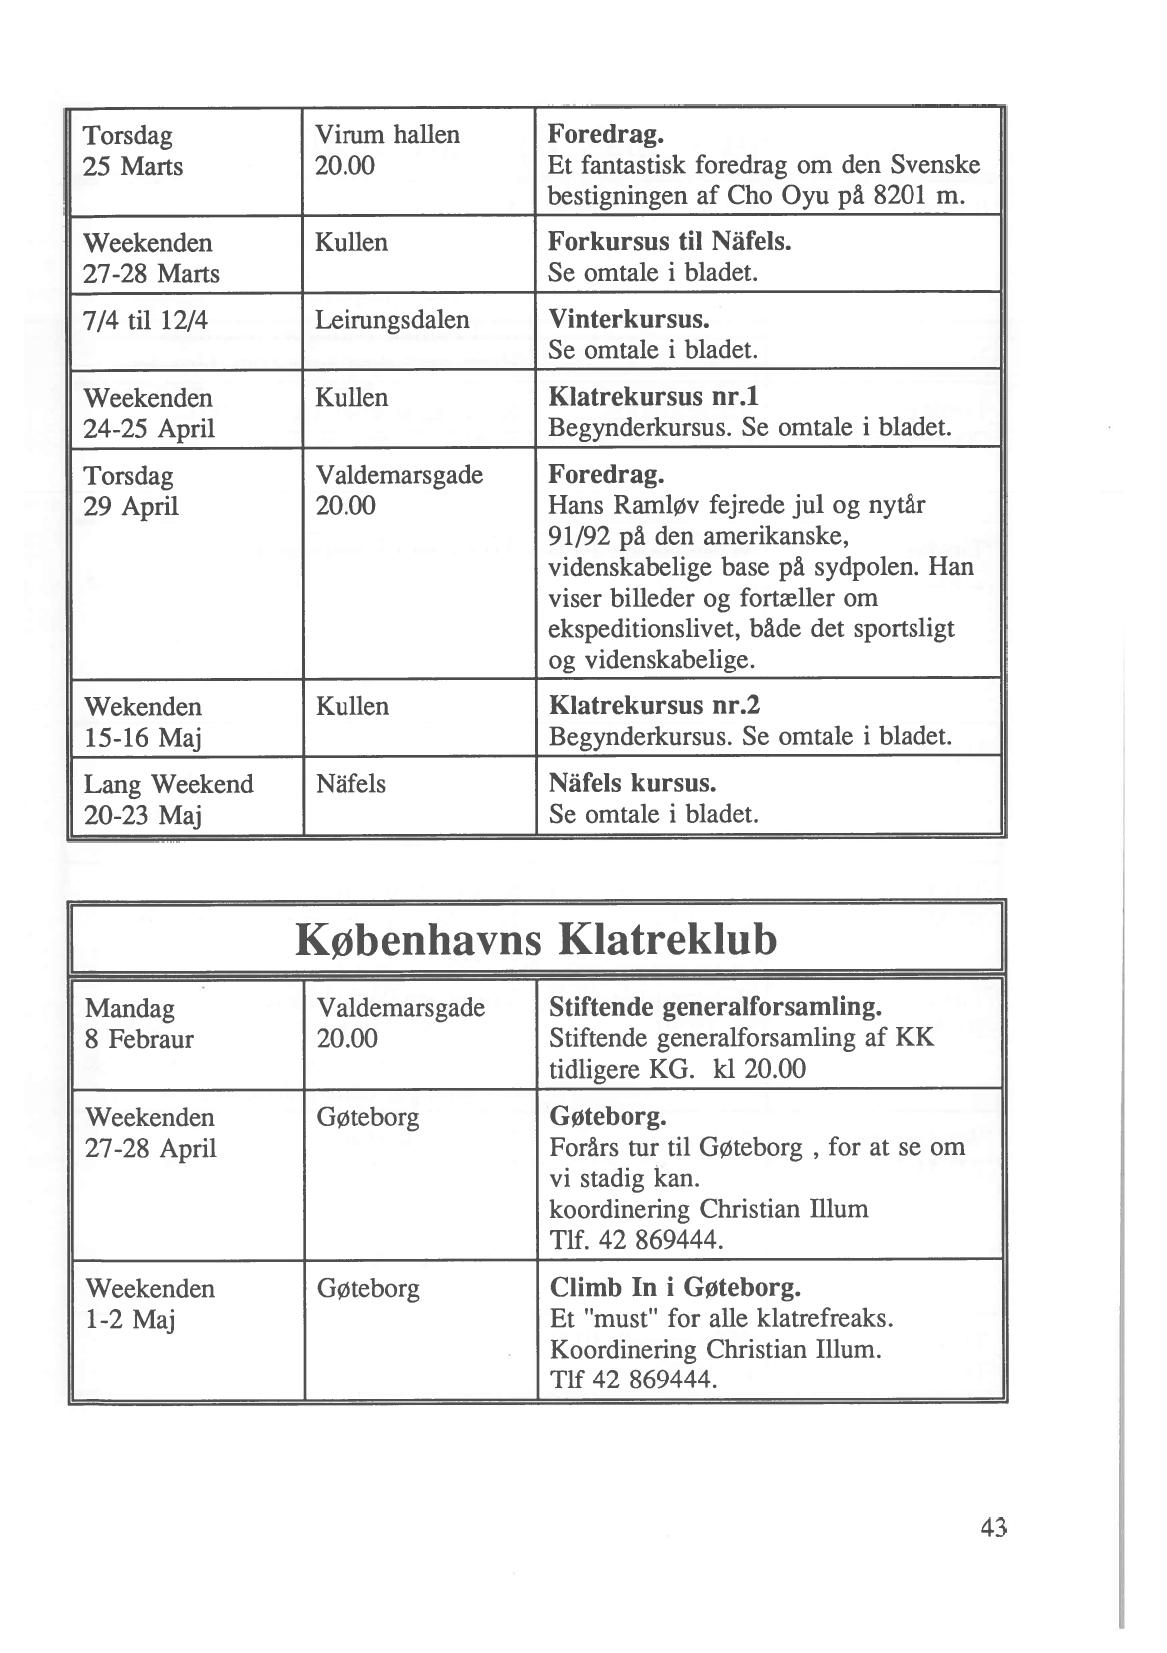 Torsdag
25 Marts
Virum hallen
20.00
Foredrag.
Et fantastisk foredrag om den Svenske
bestigningen af Cho Oyu på 8201 m.
Weekenden
27-28 Marts
Kullen
Forkursus til Näfels.
Se omtale i bladet.
7/4 til 12/4
Leirungsdalen
Vinterkursus.
Se omtale i bladet.
Weekenden
24-25 April
Kullen
Klatrekursus nr.1
Begynderkursus. Se omtale i bladet.
Torsdag
29 April
Valdemarsgade
20.00
Foredrag.
Hans Ramløv fejrede jul og nytår
91/92 på den amerikanske,
videnskabelige base på sydpolen. Han
viser billeder og fortæller om
ekspeditionslivet, både det sportsligt
og videnskabelige.
Wekenden
15-16 Maj
Kullen
Klatrekursus nr.2
Begynderkursus. Se omtale i bladet.
Lang Weekend
20-23 Maj
Näfels
Näfels kursus.
Se omtale i bladet.
Københavns Klatreklub
Mandag
8 Febraur
Valdemarsgade
20.00
Stiftende generalforsamling.
Stiftende generalforsamling af KK
tidligere KG. kl 20.00
Weekenden
27-28 April
Gøteborg
Gøteborg.
Forårs tur til Gøteborg , for at se om
vi stadig kan.
koordinering Christian Illum
Tlf. 42 869444.
Weekenden
1-2 Maj
Gøteborg
Climb In i Gøteborg.
Et "must" for alle klatrefreaks.
Koordinering Christian Illum.
Tlf 42 869444.
43